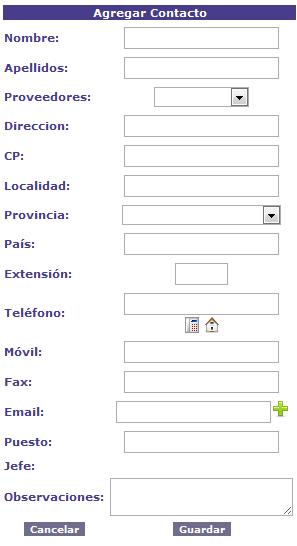 Agregar Contacto
Nombre:
Apellidos:
Proveedores:
Direccion:
CP:
Localidad:
Provincia:
País:
Extensión:
Teléfono:
Móvil:
Fax:
Email:
Puesto:
Jefe:
Observaciones:
Cancelar Guardar